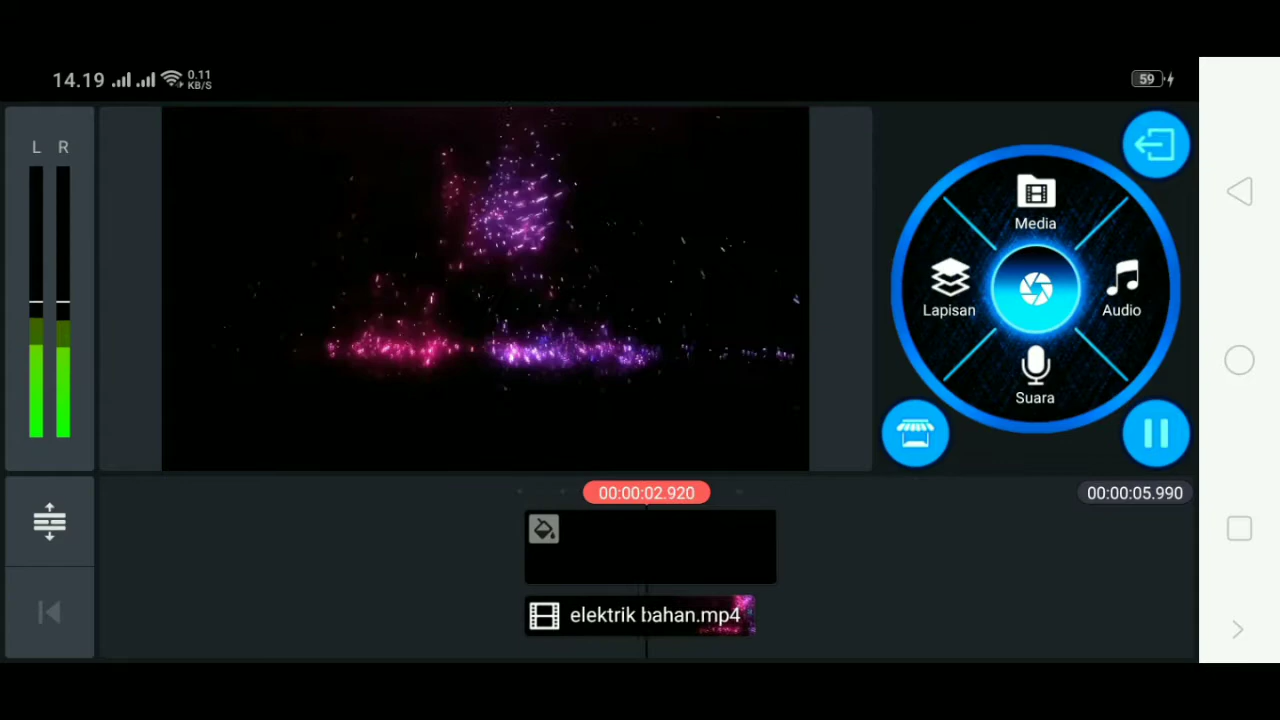 14.19
0.11
KB/S
59
L R
Media
Lapisan
Audio
Suara
00:00:02.920
00:00:05.990
elektrik bahan.mp4